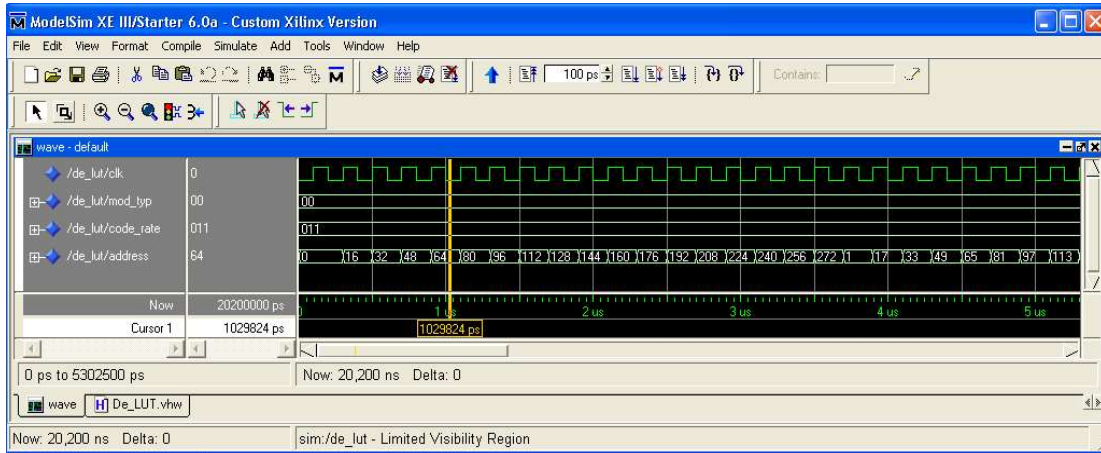 ModelSim XE III/Starter 6.0a - Custom Xilinx Version
File Edit View Format Compile Simulate Add Tools Window Help
100 ps Contains:
wave - default
/de_lut/clk 0
/de_lut/mod_typ 00 00
/de_lut/code_rate 011 011
/de_lut/address 64 0 16 32 48 64 80 96 112 128 144 160 176 192 208 224 240 256 272 1 17 33 49 65 81 97 113
Now 20200000 ps 1 us 2 us 3 us 4 us 5 us
Cursor 1 1029824 ps 1029824 ps
0 ps to 5302500 ps Now: 20,200 ns Delta: 0
wave De_LUT.vhw
Now: 20,200 ns Delta: 0 sim:/de_lut - Limited Visibility Region